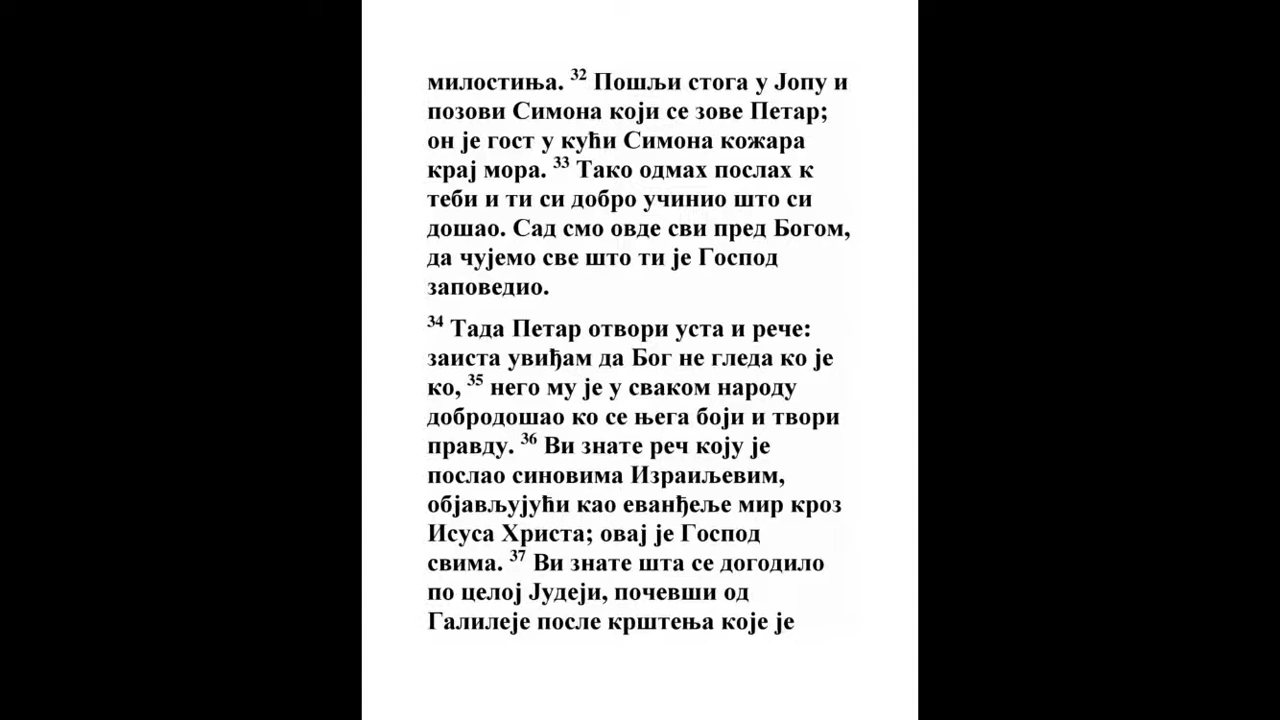 милостиња. 32 Пошљи стога у Јопу и
позови Симона који се зове Петар;
он је гост у кући Симона кожара
крај мора. 33 Тако одмах послах к
теби и ти си добро учинио што си
дошао. Сад смо овде сви пред Богом,
да чујемо све што ти је Господ
заповедио.
34 Тада Петар отвори уста и рече:
заиста увиђам да Бог не гледа ко је
ко, 35 него му је у сваком народу
добродошао ко се њега боји и твори
правду. 36 Ви знате реч коју је
послао синовима Израиљевим,
објављујући као еванђеље мир кроз
Исуса Христа; овај је Господ
свима. 37 Ви знате шта се догодило
по целој Јудеји, почевши од
Галилеје после крштења које је